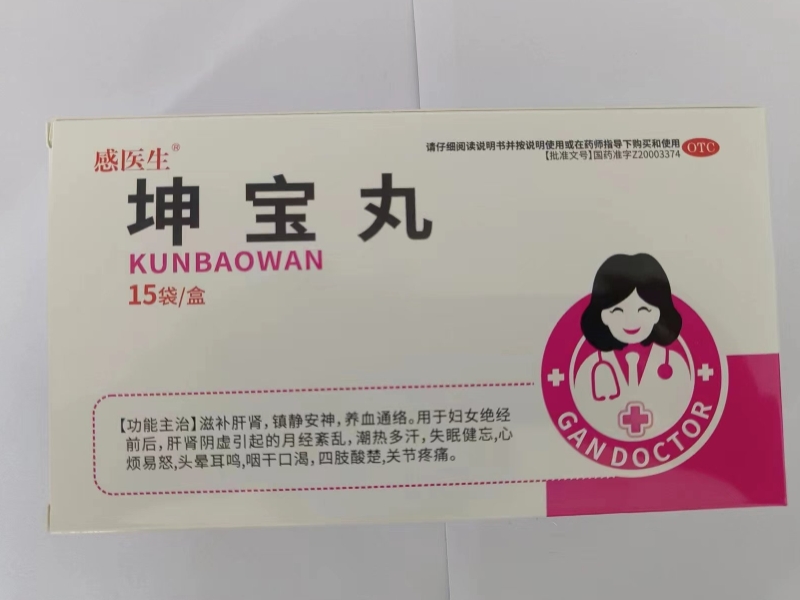 感医生®
请仔细阅读说明书并按说明使用或在药师指导下购买和使用
【批准文号】国药准字Z20003374
OTC
坤宝丸
KUNBAOWAN
15袋/盒
【功能主治】滋补肝肾，镇静安神，养血通络。用于妇女绝经
前后，肝肾阴虚引起的月经紊乱，潮热多汗，失眠健忘，心
烦易怒，头晕耳鸣，咽干口渴，四肢酸楚，关节疼痛。
GAN DOCTOR